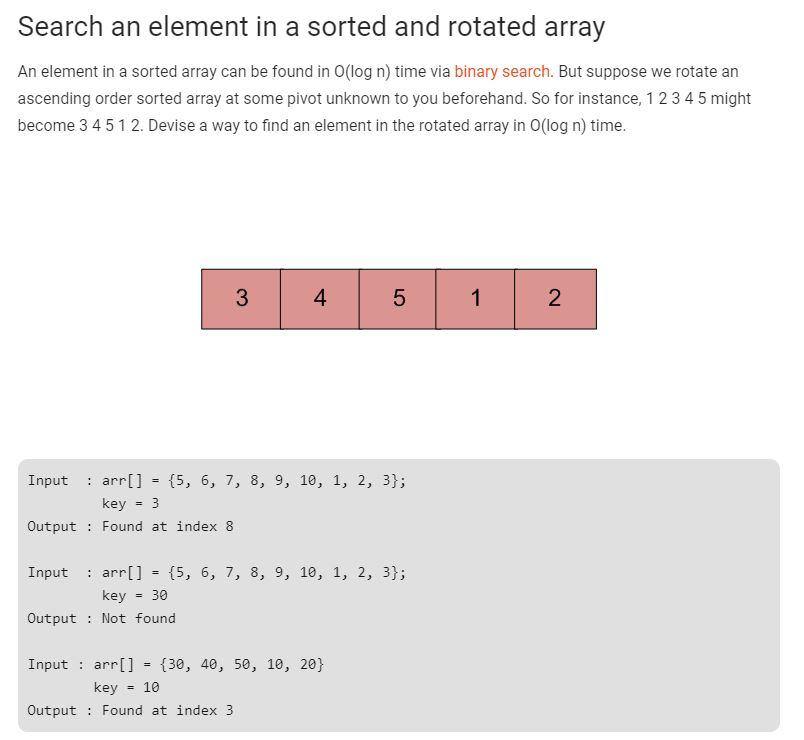 Search an element in a sorted and rotated array
An element in a sorted array can be found in O(log n) time via binary search. But suppose we rotate an
ascending order sorted array at some pivot unknown to you beforehand. So for instance, 1 2 3 4 5 might
become 3 4 5 1 2. Devise a way to find an element in the rotated array in O(log n) time.
3 4 5 1 2
Input  : arr[] = {5, 6, 7, 8, 9, 10, 1, 2, 3};
         key = 3
Output : Found at index 8
Input  : arr[] = {5, 6, 7, 8, 9, 10, 1, 2, 3};
         key = 30
Output : Not found
Input : arr[] = {30, 40, 50, 10, 20}
        key = 10
Output : Found at index 3